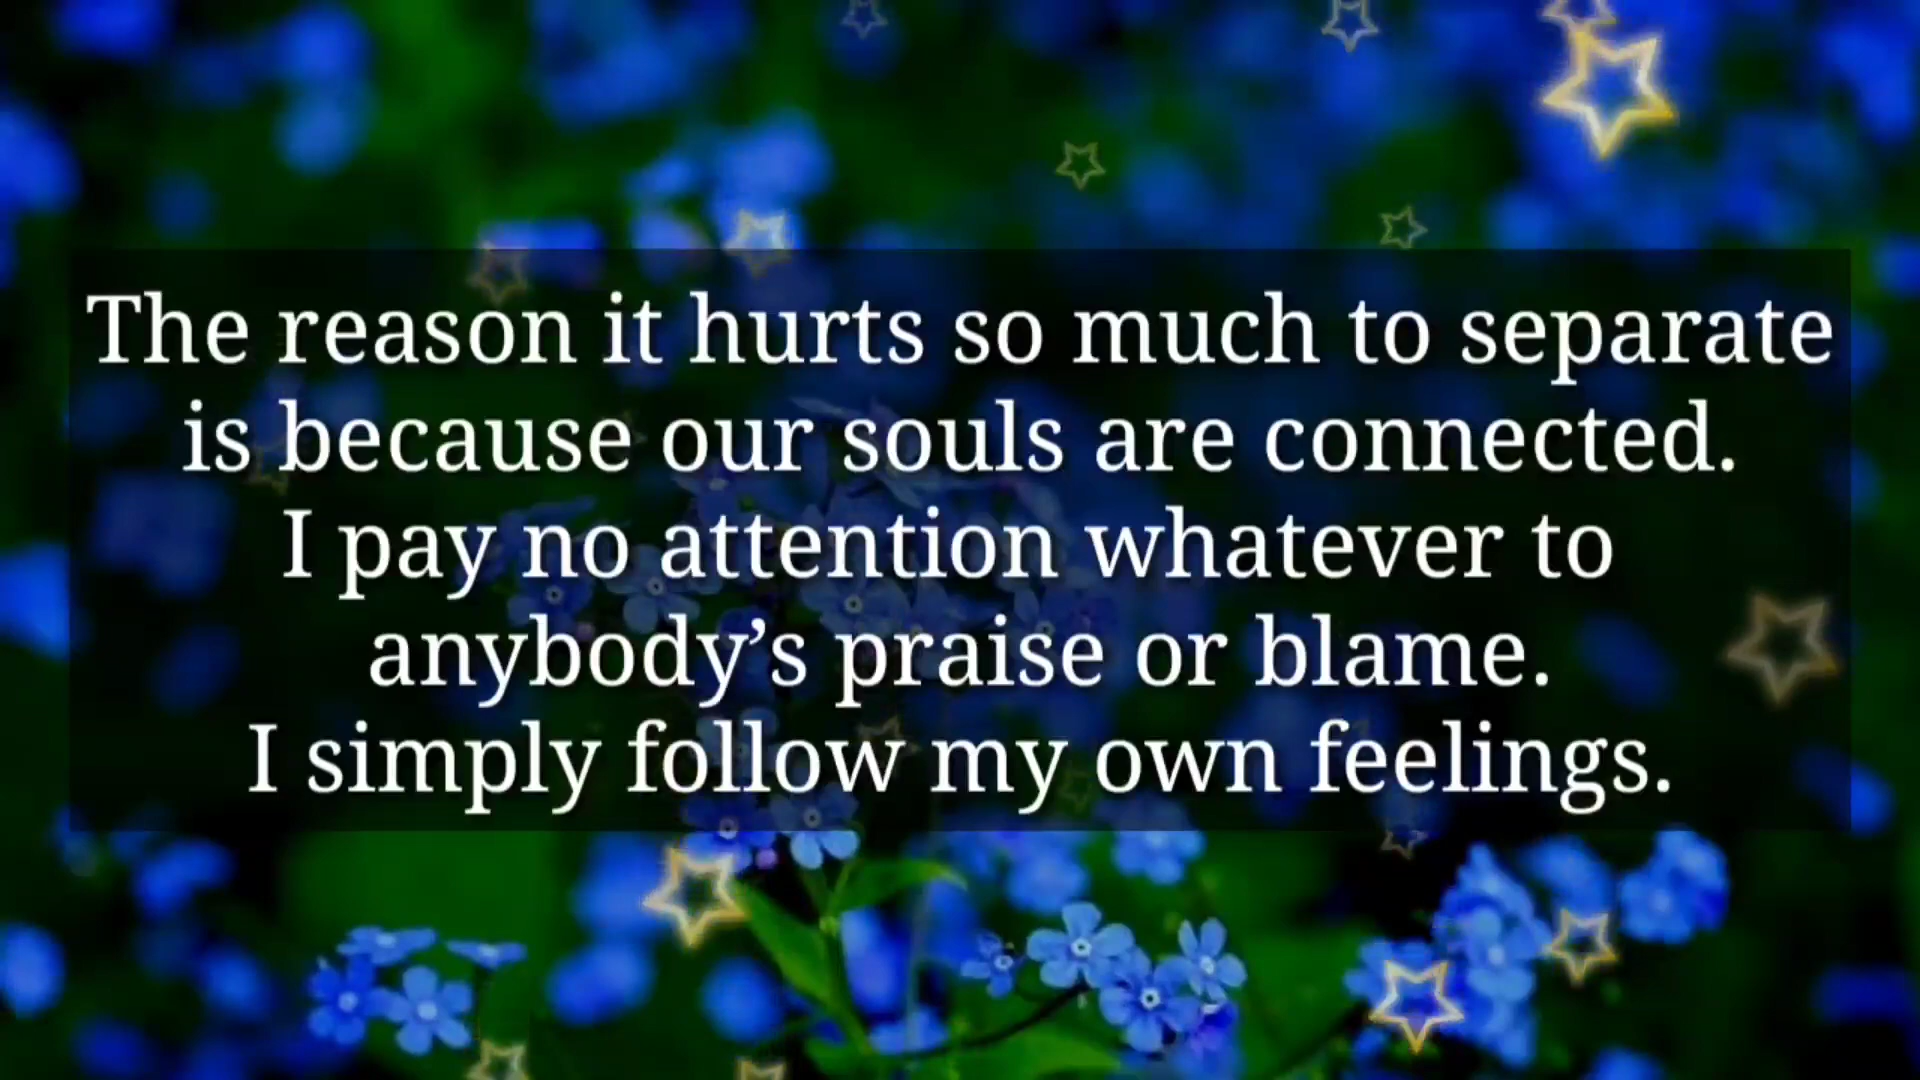 The reason it hurts so much to separate
is because our souls are connected.
I pay no attention whatever to
anybody’s praise or blame.
I simply follow my own feelings.